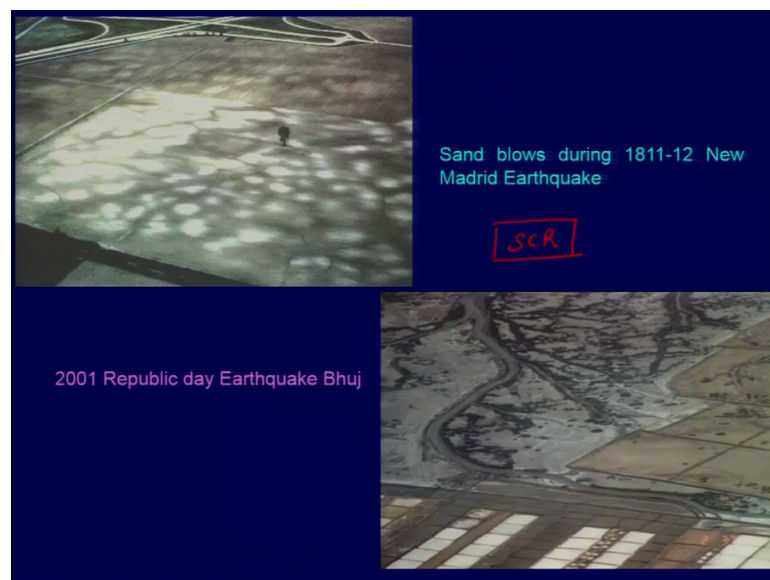 Sand blows during 1811-12 New
Madrid Earthquake
SCR
2001 Republic day Earthquake Bhuj